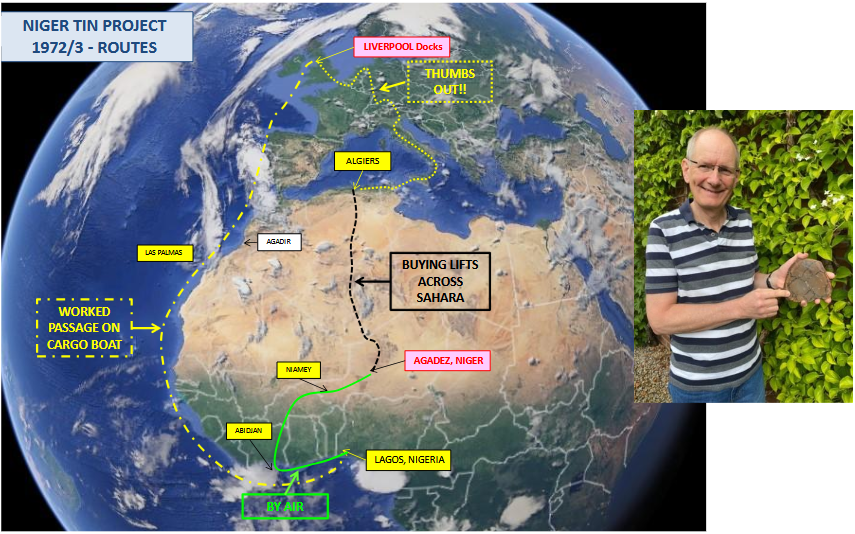 NIGER TIN PROJECT
1972/3 - ROUTES
LIVERPOOL Docks
THUMBS
OUT!!
ALGIERS
AGADIR
LAS PALMAS
BUYING LIFTS
ACROSS
SAHARA
WORKED
PASSAGE ON
CARGO BOAT
AGADEZ, NIGER
NIAMEY
ABIDJAN
LAGOS, NIGERIA
BY AIR